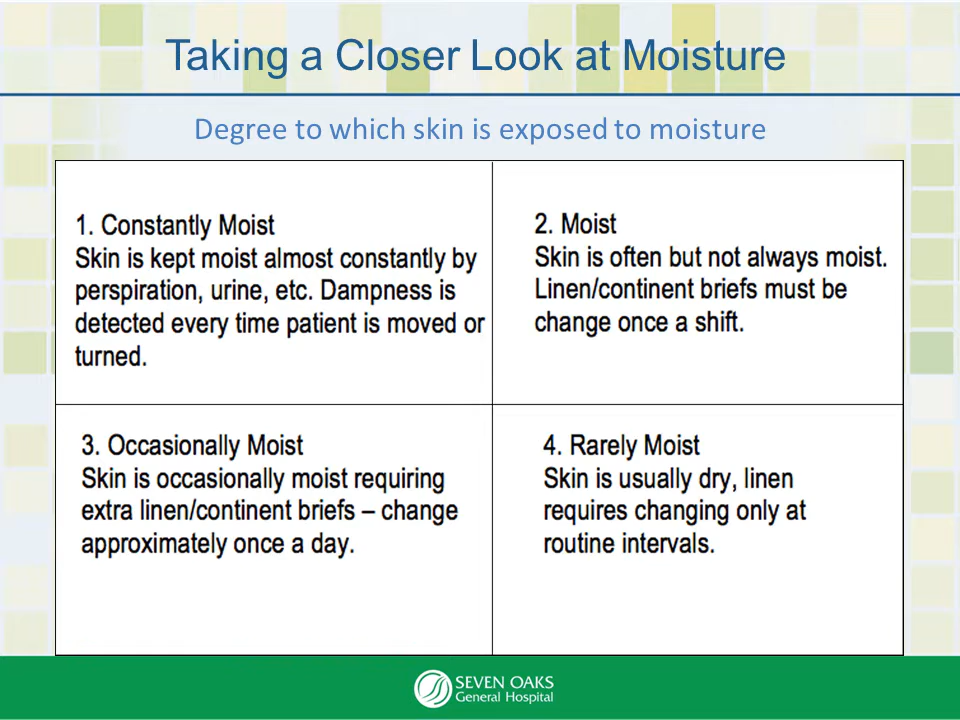 Taking a Closer Look at Moisture
Degree to which skin is exposed to moisture
1. Constantly Moist
Skin is kept moist almost constantly by
perspiration, urine, etc. Dampness is
detected every time patient is moved or
turned.
2. Moist
Skin is often but not always moist.
Linen/continent briefs must be
change once a shift.
3. Occasionally Moist
Skin is occasionally moist requiring
extra linen/continent briefs – change
approximately once a day.
4. Rarely Moist
Skin is usually dry, linen
requires changing only at
routine intervals.
SEVEN OAKS
General Hospital